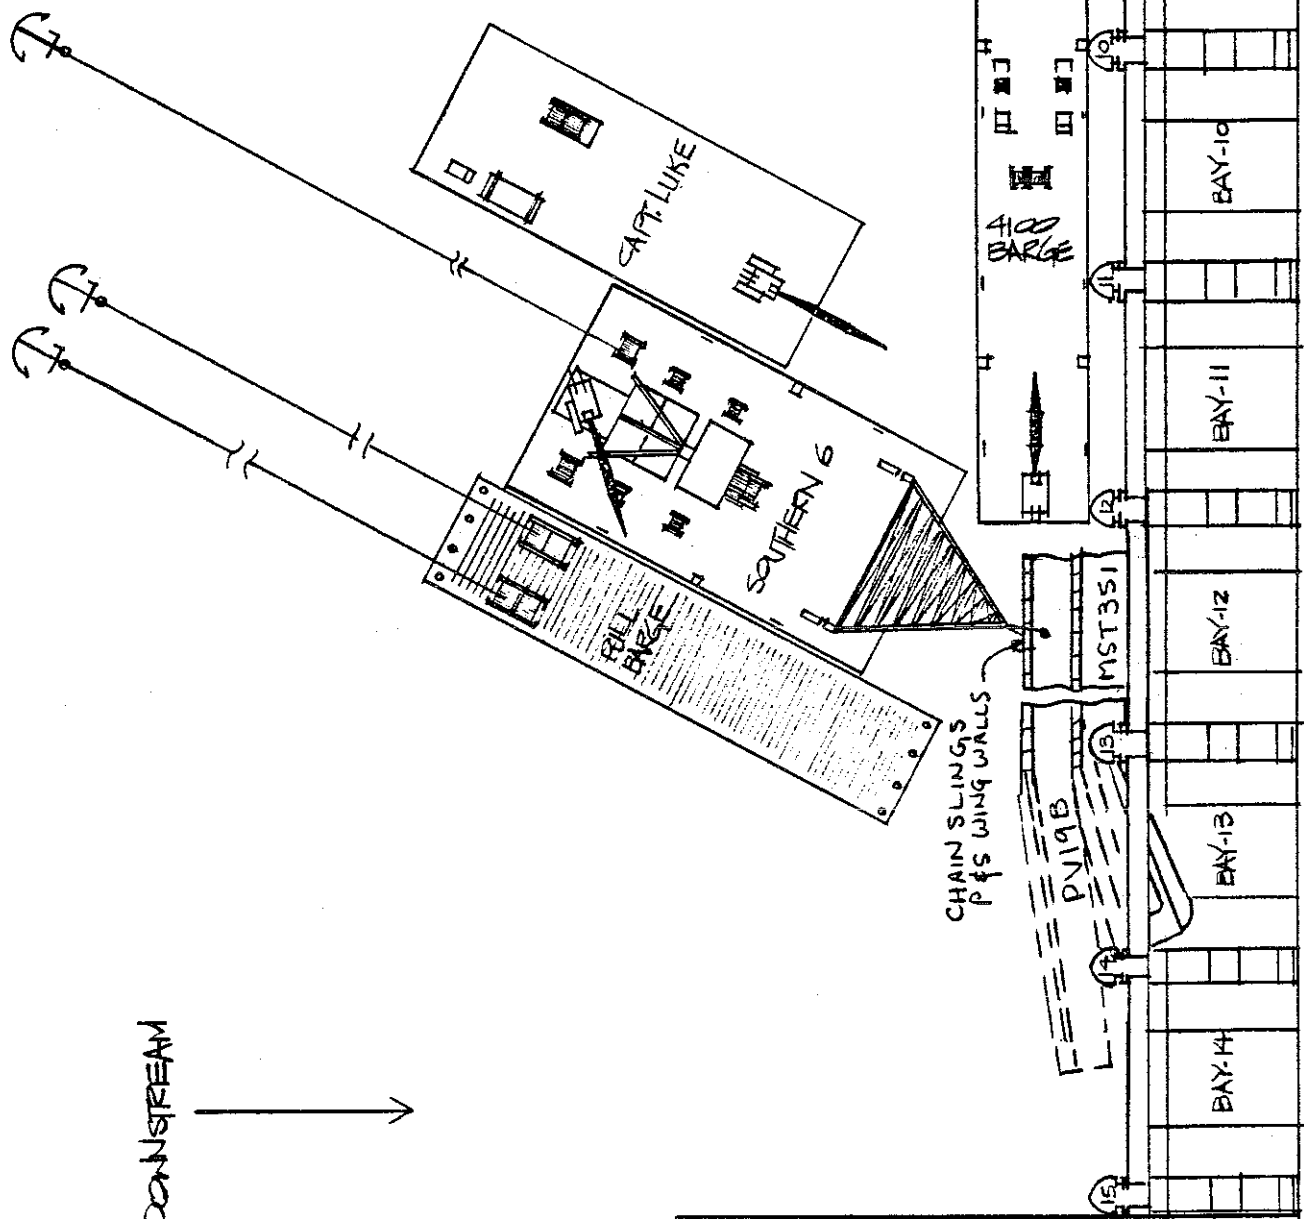 10
BAY-10
CAPT. LUKE
4100
BARGE
11
BAY-11
12
SOUTHERN 6
PULL
BARGE
MST351
BAY-12
CHAIN SLINGS
P&S WING WALLS
13
PV19B
BAY-13
14
DOWNSTREAM
BAY-14
15